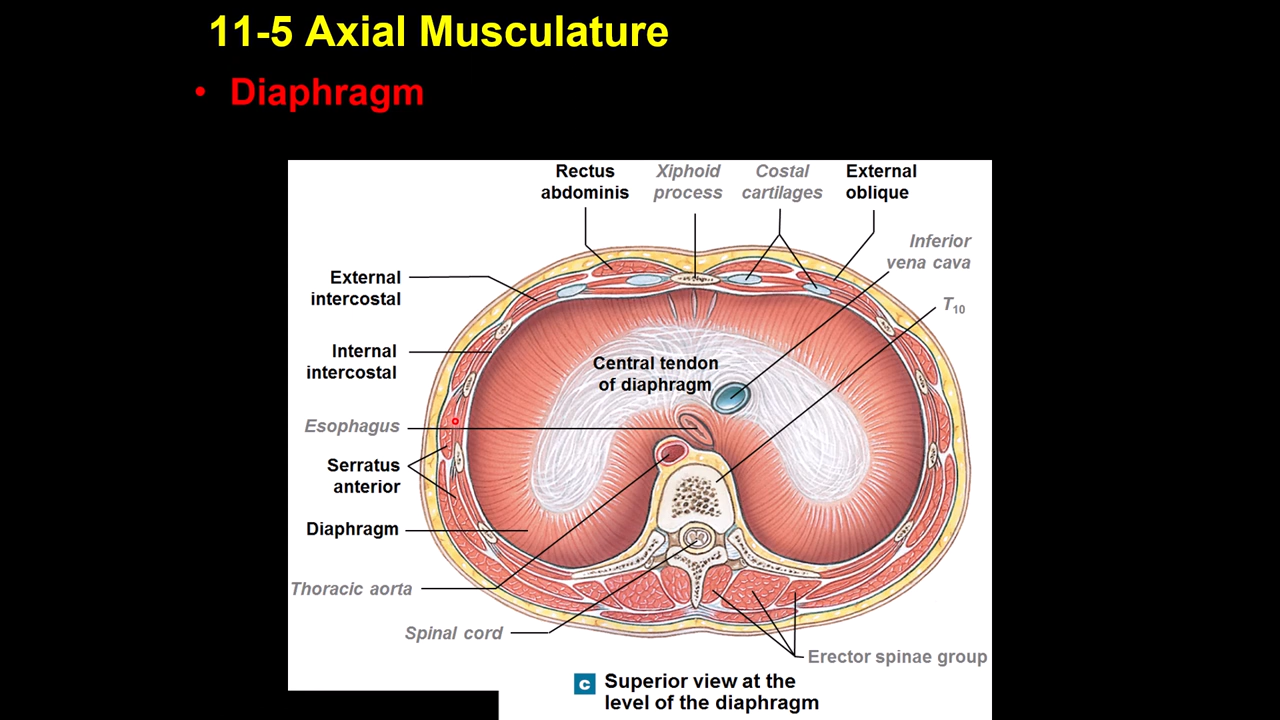 11-5 Axial Musculature
• Diaphragm
Rectus
abdominis
Xiphoid
process
Costal
cartilages
External
oblique
Inferior
vena cava
T10
External
intercostal
Internal
intercostal
Central tendon
of diaphragm
Esophagus
Serratus
anterior
Diaphragm
Thoracic aorta
Spinal cord
Erector spinae group
c Superior view at the
level of the diaphragm